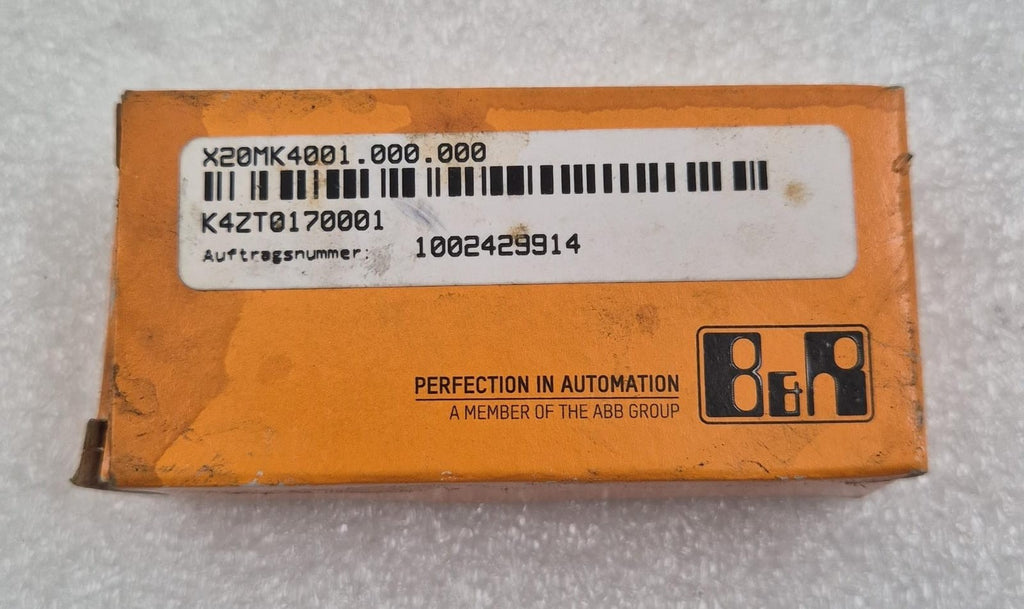 X20MK4001.000.000
K4ZT0170001
Auftragsnummer: 1002429914
PERFECTION IN AUTOMATION
A MEMBER OF THE ABB GROUP
B&R